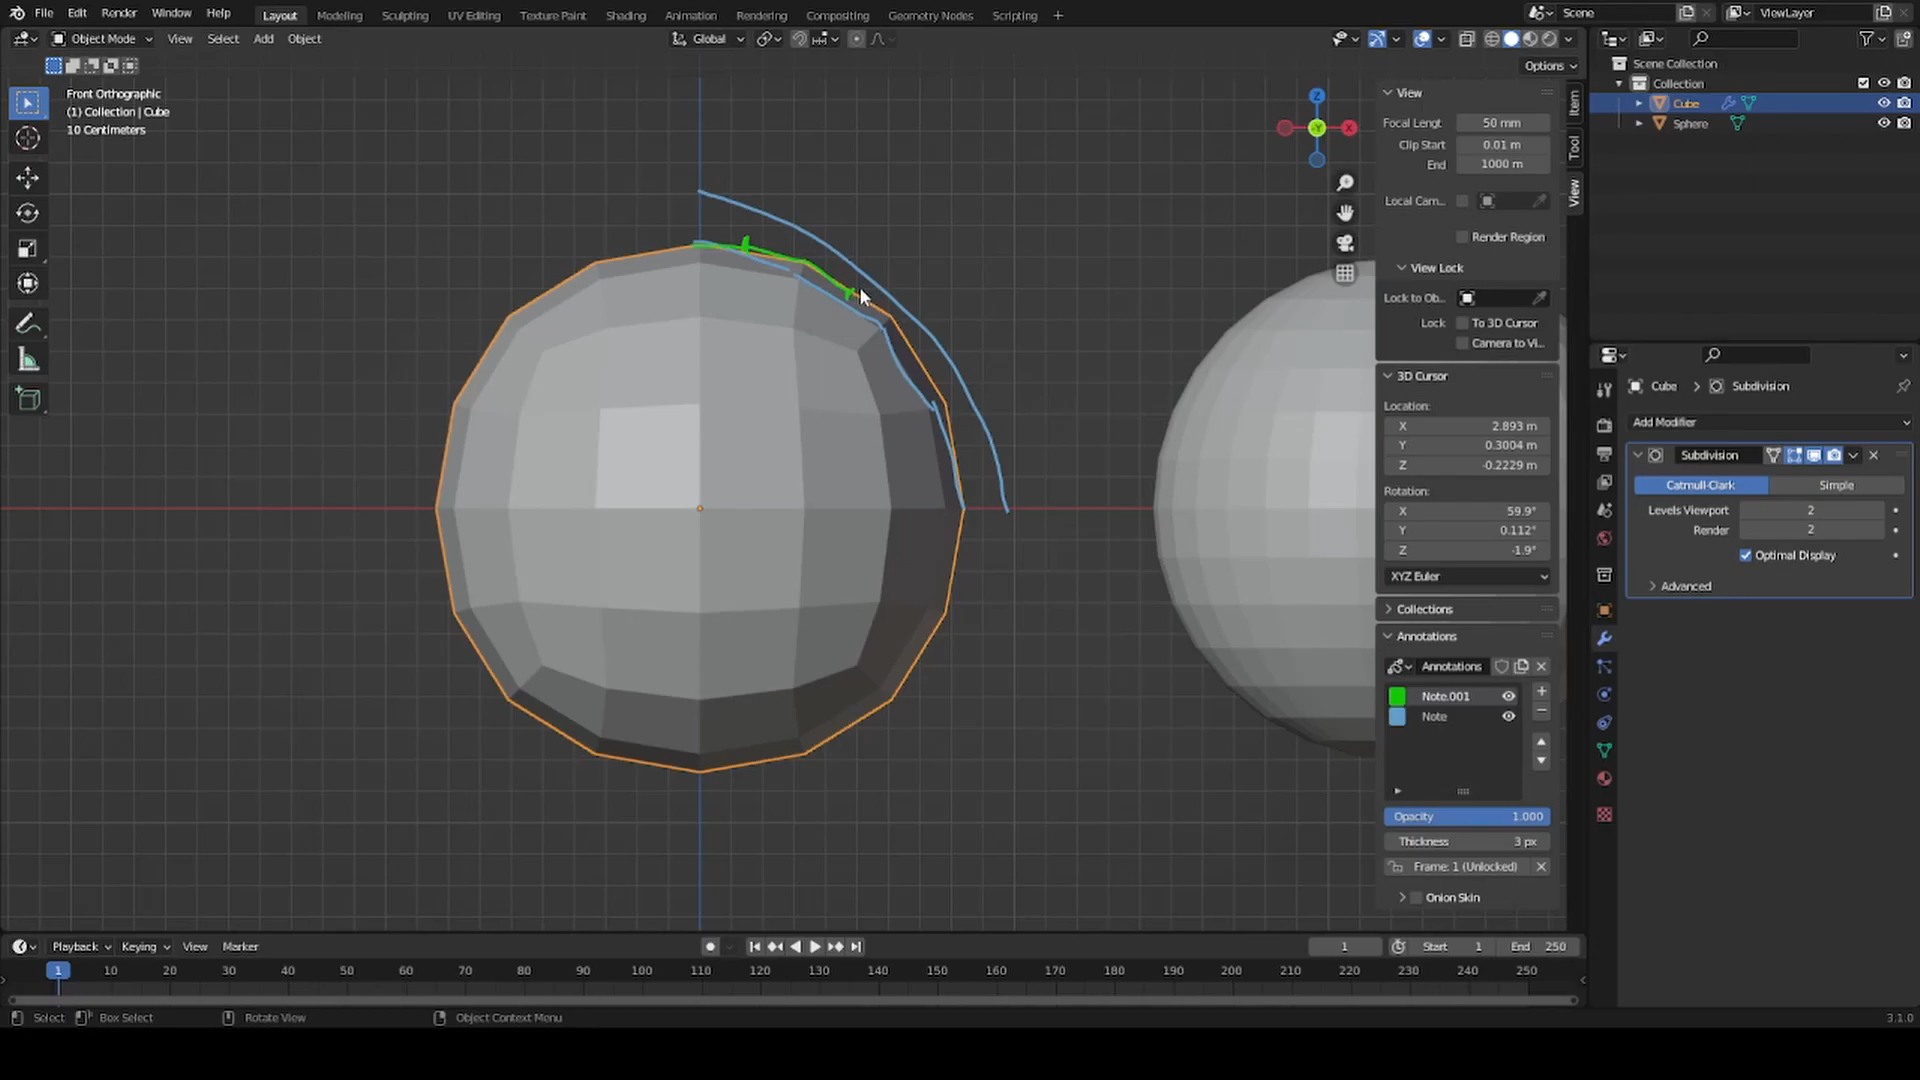 File Edit Render Window Help Layout Modeling Sculpting UV Editing Texture Paint Shading Animation Rendering Compositing Geometry Nodes Scripting + Scene ViewLayer
Object Mode View Select Add Object Global
Options
Front Orthographic
(1) Collection | Cube
10 Centimeters
Z
-Y
X
View
Focal Lengt 50 mm
Clip Start 0.01 m
End 1000 m
Local Cam..
Render Region
View Lock
Lock to Ob..
Lock To 3D Cursor
Camera to Vi...
3D Cursor
Location:
X 2.893 m
Y 0.3004 m
Z -0.2229 m
Rotation:
X 59.9°
Y 0.112°
Z -1.9°
XYZ Euler
Collections
Annotations
Annotations
Note.001
Note
Opacity 1.000
Thickness 3 px
Frame: 1 (Unlocked)
Onion Skin
Item
Tool
View
Scene Collection
Collection
Cube
Sphere
Cube > Subdivision
Add Modifier
Subdivision
Catmull-Clark Simple
Levels Viewport 2
Render 2
Optimal Display
Advanced
Playback Keying View Marker 1 Start 1 End 250
1 10 20 30 40 50 60 70 80 90 100 110 120 130 140 150 160 170 180 190 200 210 220 230 240 250
Select Box Select Rotate View Object Context Menu 3.1.0